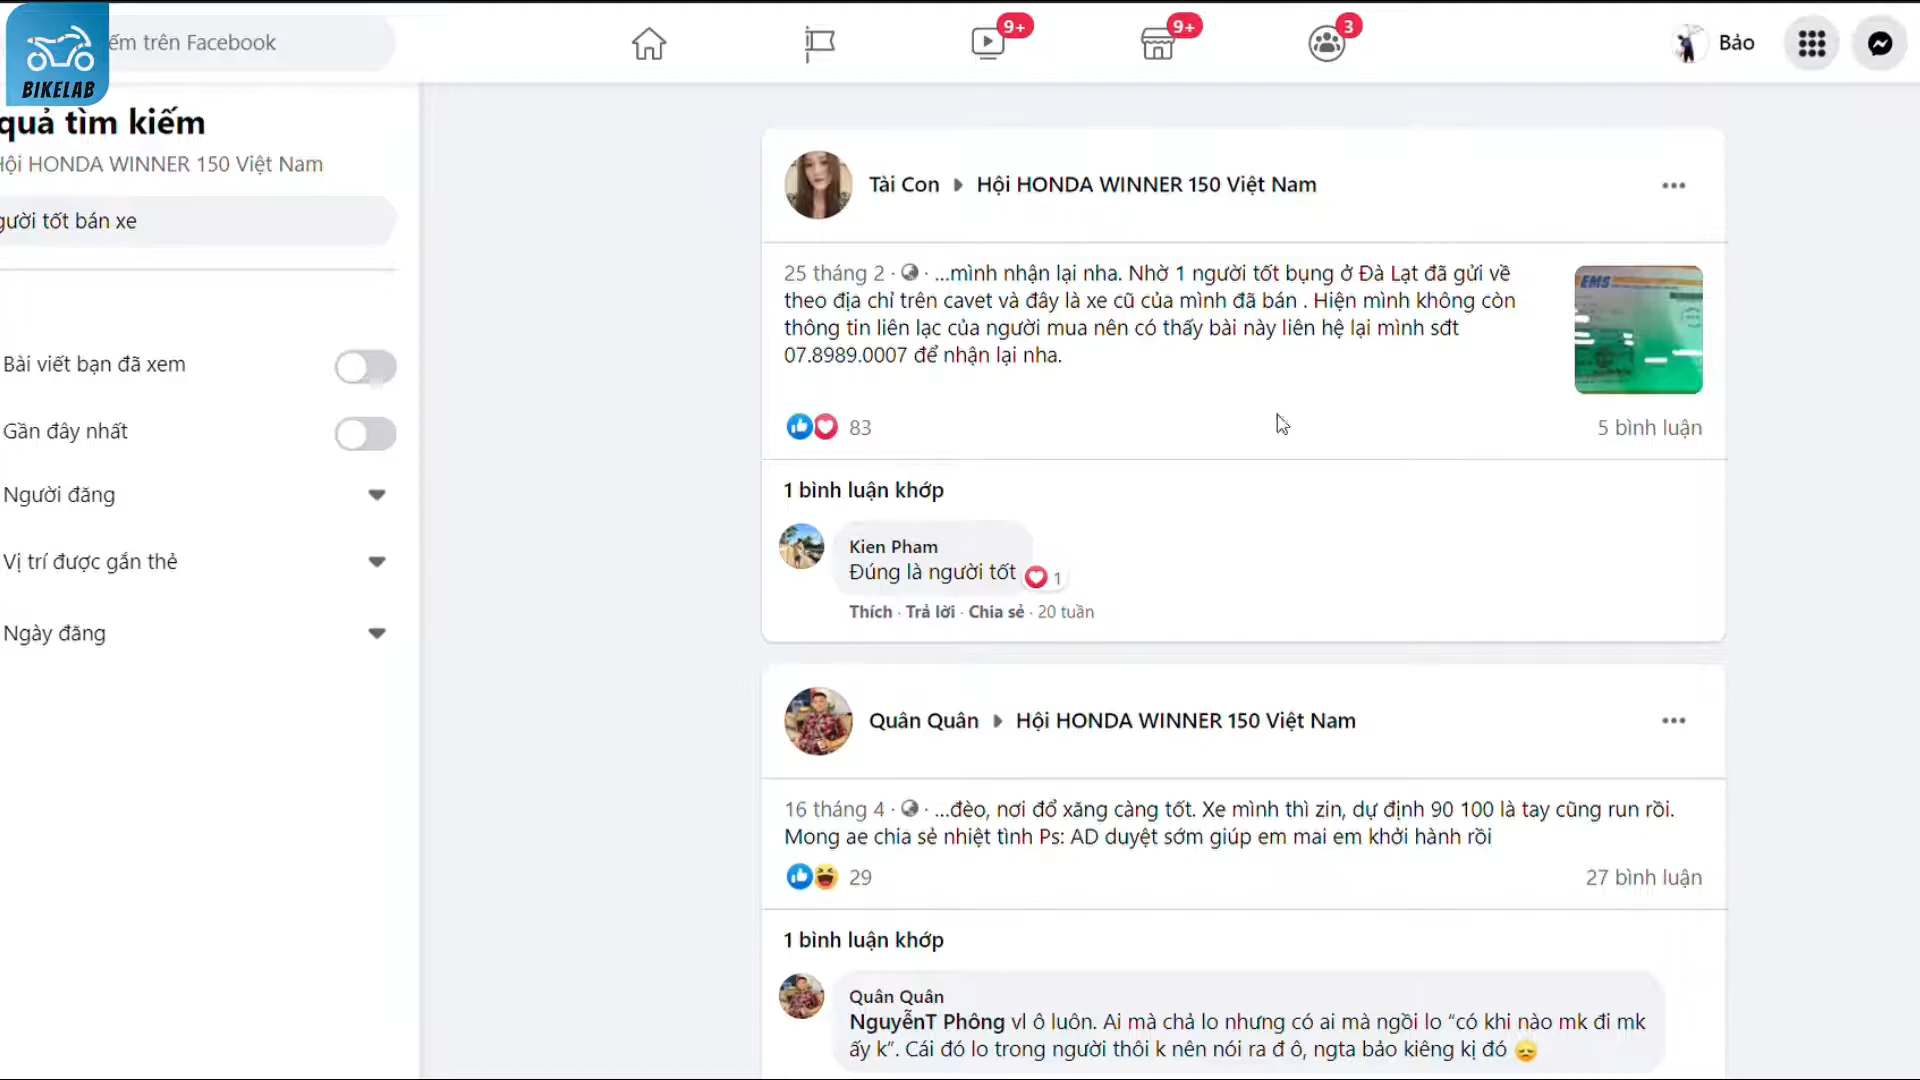 BIKELAB
ếm trên Facebook
9+
9+
3
Bảo
quả tìm kiếm
Hội HONDA WINNER 150 Việt Nam
gười tốt bán xe
Bài viết bạn đã xem
Gần đây nhất
Người đăng
Vị trí được gắn thẻ
Ngày đăng
Tài Con
Hội HONDA WINNER 150 Việt Nam
25 tháng 2 · · ...mình nhận lại nha. Nhờ 1 người tốt bụng ở Đà Lạt đã gửi về
theo địa chỉ trên cavet và đây là xe cũ của mình đã bán . Hiện mình không còn
thông tin liên lạc của người mua nên có thấy bài này liên hệ lại mình sđt
07.8989.0007 để nhận lại nha.
EMS
83
5 bình luận
1 bình luận khớp
Kien Pham
Đúng là người tốt
1
Thích · Trả lời · Chia sẻ · 20 tuần
Quân Quân
Hội HONDA WINNER 150 Việt Nam
16 tháng 4 · · ...đèo, nơi đổ xăng càng tốt. Xe mình thì zin, dự định 90 100 là tay cũng run rồi.
Mong ae chia sẻ nhiệt tình Ps: AD duyệt sớm giúp em mai em khởi hành rồi
29
27 bình luận
1 bình luận khớp
Quân Quân
NguyễnT Phông vl ô luôn. Ai mà chả lo nhưng có ai mà ngồi lo “có khi nào mk đi mk
ấy k”. Cái đó lo trong người thôi k nên nói ra đ ô, ngta bảo kiêng kị đó